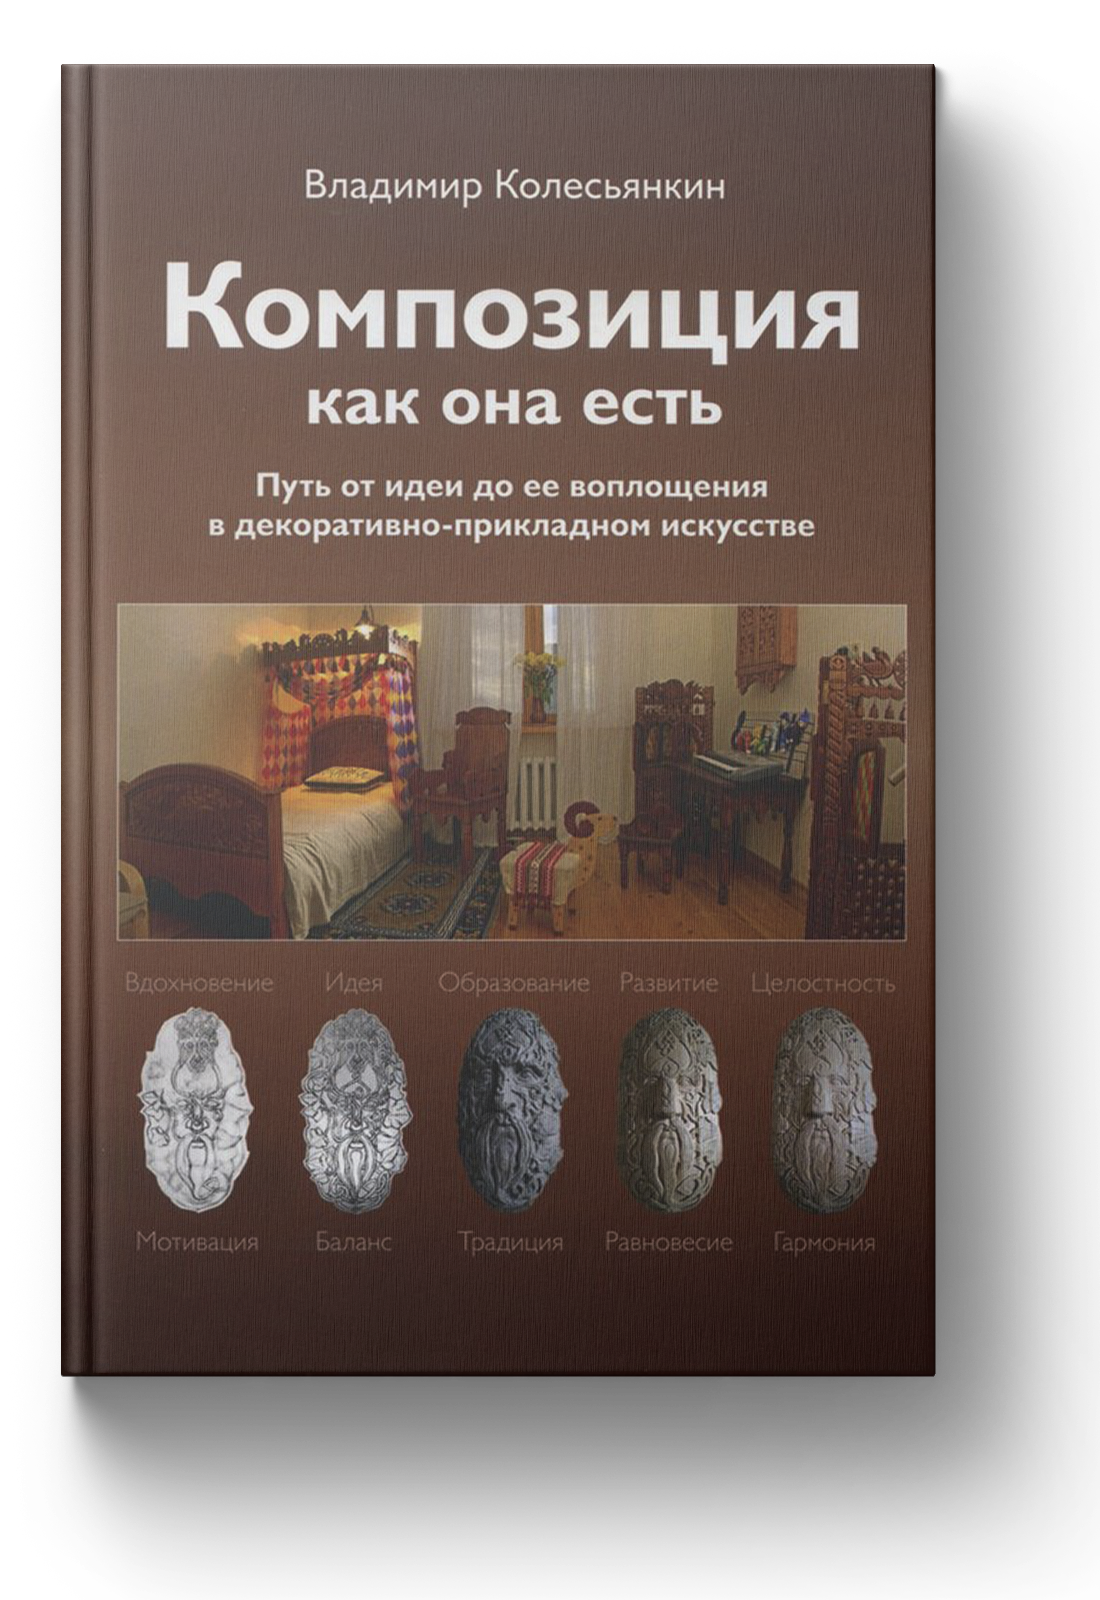 Владимир Колесьянкин
Композиция
как она есть
Путь от идеи до ее воплощения
в декоративно-прикладном искусстве
Вдохновение Идея Образование Развитие Целостность
Мотивация Баланс Традиция Равновесие Гармония